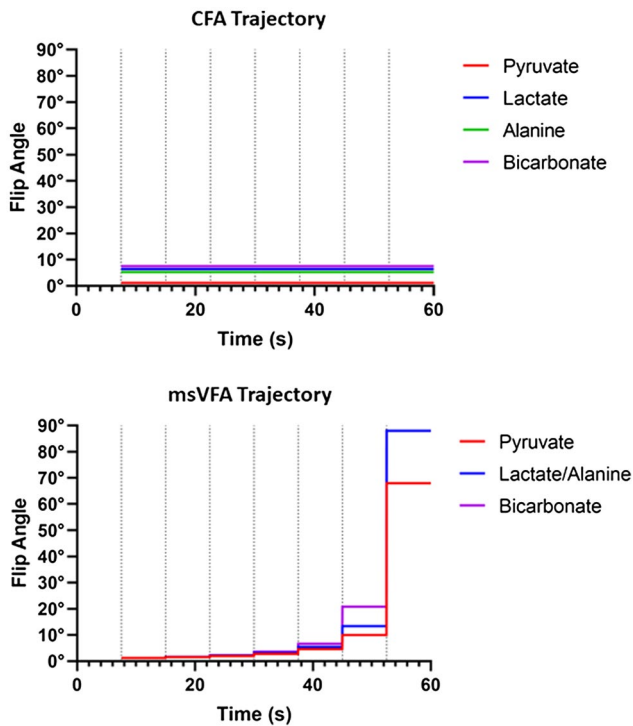 CFA Trajectory
90°
80°
70°
60°
50°
40°
30°
20°
10°
0°
Flip Angle
0 20 40 60
Time (s)
Pyruvate
Lactate
Alanine
Bicarbonate
msVFA Trajectory
90°
80°
70°
60°
50°
40°
30°
20°
10°
0°
Flip Angle
0 20 40 60
Time (s)
Pyruvate
Lactate/Alanine
Bicarbonate